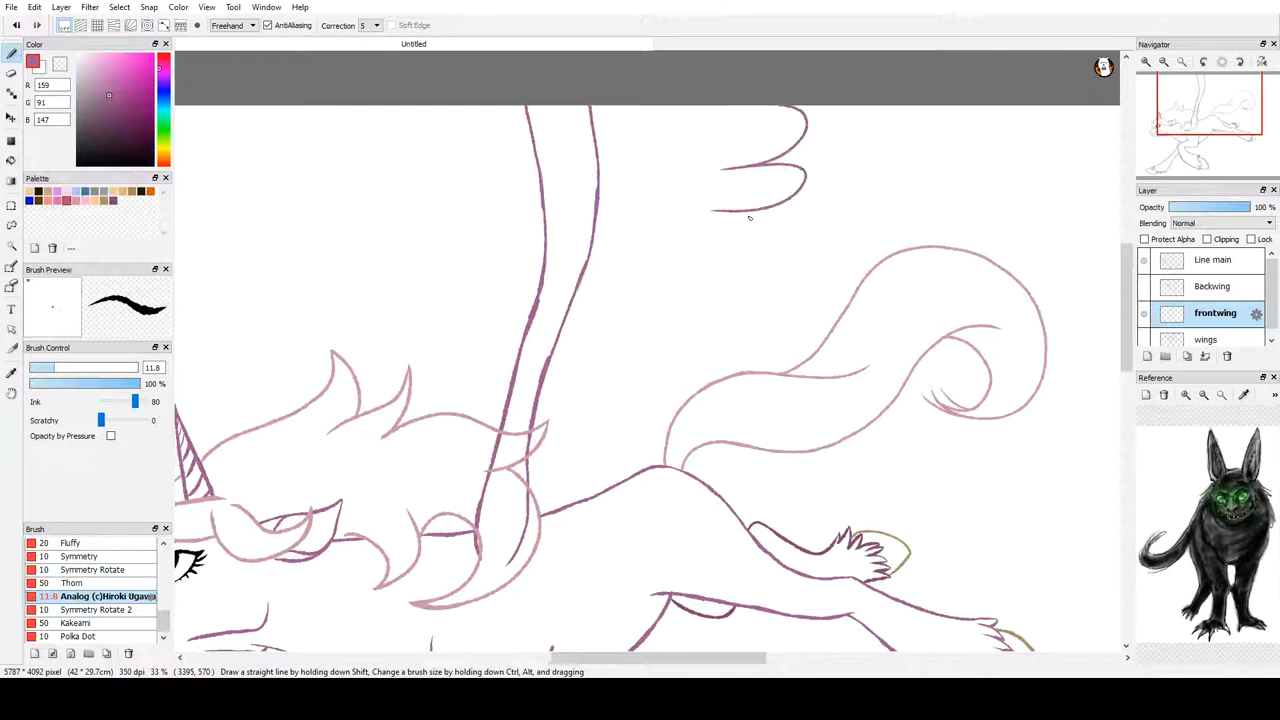 File Edit Layer Filter Select Snap Color View Tool Window Help
off Freehand AntiAliasing Correction 5 Soft Edge
Color
Untitled
Navigator
R 159
G 91
B 147
Palette
Layer
Opacity 100 %
Blending Normal
Protect Alpha Clipping Lock
Line main
Backwing
frontwing
wings
Brush Preview
Brush Control
11.8
100 %
Ink 80
Scratchy 0
Opacity by Pressure
Reference
Brush
20 Fluffy
10 Symmetry
10 Symmetry Rotate
50 Thorn
11.8 Analog (c)Hiroki Ugawa
10 Symmetry Rotate 2
50 Kakeami
10 Polka Dot
5787 * 4092 pixel (42 * 29.7cm) 350 dpi 33 % ( 3395, 570 ) Draw a straight line by holding down Shift, Change a brush size by holding down Ctrl, Alt, and dragging